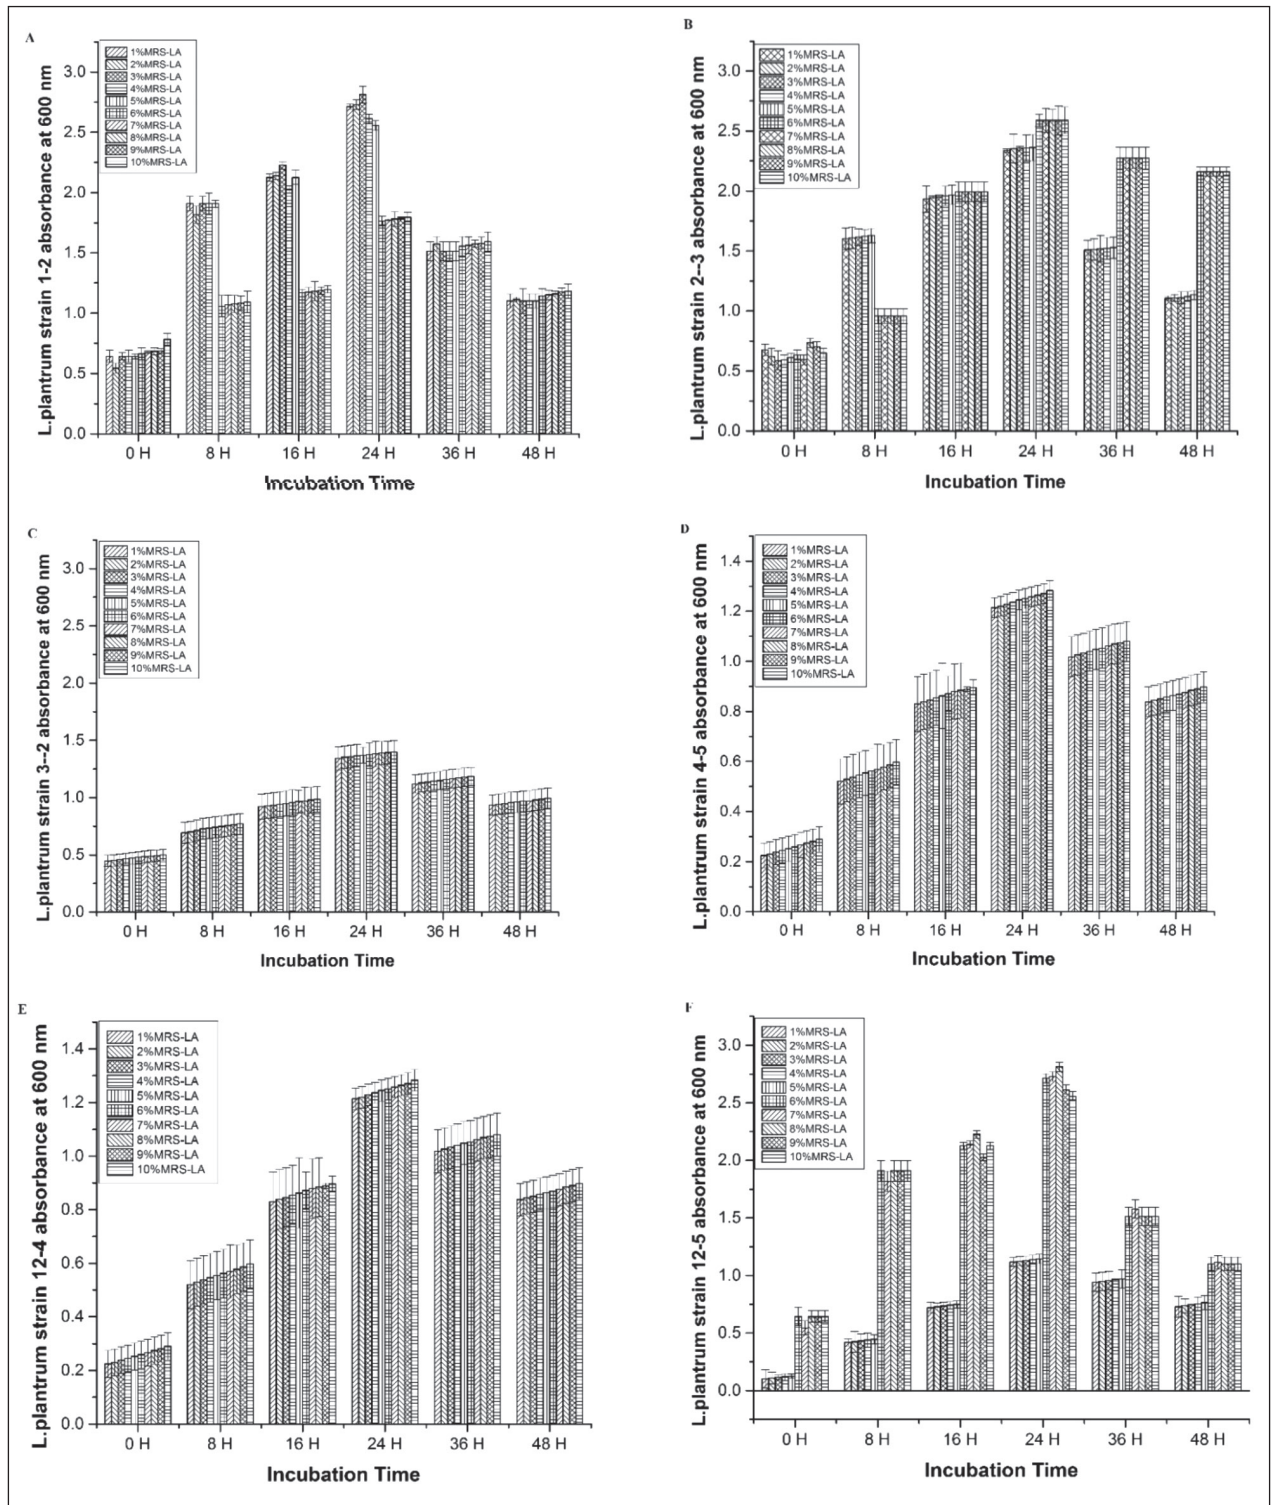 A
L.plantrum strain 1-2 absorbance at 600 nm
3.0
2.5
2.0
1.5
1.0
0.5
0.0
1%MRS-LA
2%MRS-LA
3%MRS-LA
4%MRS-LA
5%MRS-LA
6%MRS-LA
7%MRS-LA
8%MRS-LA
9%MRS-LA
10%MRS-LA
0 H
8 H
16 H
24 H
36 H
48 H
Incubation Time
B
L.plantrum strain 2--3 absorbance at 600 nm
3.0
2.5
2.0
1.5
1.0
0.5
0.0
1%MRS-LA
2%MRS-LA
3%MRS-LA
4%MRS-LA
5%MRS-LA
6%MRS-LA
7%MRS-LA
8%MRS-LA
9%MRS-LA
10%MRS-LA
0 H
8 H
16 H
24 H
36 H
48 H
Incubation Time
C
L.plantrum strain 3--2 absorbance at 600 nm
3.0
2.5
2.0
1.5
1.0
0.5
0.0
1%MRS-LA
2%MRS-LA
3%MRS-LA
4%MRS-LA
5%MRS-LA
6%MRS-LA
7%MRS-LA
8%MRS-LA
9%MRS-LA
10%MRS-LA
0 H
8 H
16 H
24 H
36 H
48 H
Incubation Time
D
L.plantrum strain 4-5 absorbance at 600 nm
1.4
1.2
1.0
0.8
0.6
0.4
0.2
0.0
1%MRS-LA
2%MRS-LA
3%MRS-LA
4%MRS-LA
5%MRS-LA
6%MRS-LA
7%MRS-LA
8%MRS-LA
9%MRS-LA
10%MRS-LA
0 H
8 H
16 H
24 H
36 H
48 H
Incubation Time
E
L.plantrum strain 12-4 absorbance at 600 nm
1.4
1.2
1.0
0.8
0.6
0.4
0.2
0.0
1%MRS-LA
2%MRS-LA
3%MRS-LA
4%MRS-LA
5%MRS-LA
6%MRS-LA
7%MRS-LA
8%MRS-LA
9%MRS-LA
10%MRS-LA
0 H
8 H
16 H
24 H
36 H
48 H
Incubation Time
F
L.plantrum strain 12-5 absorbance at 600 nm
3.0
2.5
2.0
1.5
1.0
0.5
0.0
1%MRS-LA
2%MRS-LA
3%MRS-LA
4%MRS-LA
5%MRS-LA
6%MRS-LA
7%MRS-LA
8%MRS-LA
9%MRS-LA
10%MRS-LA
0 H
8 H
16 H
24 H
36 H
48 H
Incubation Time